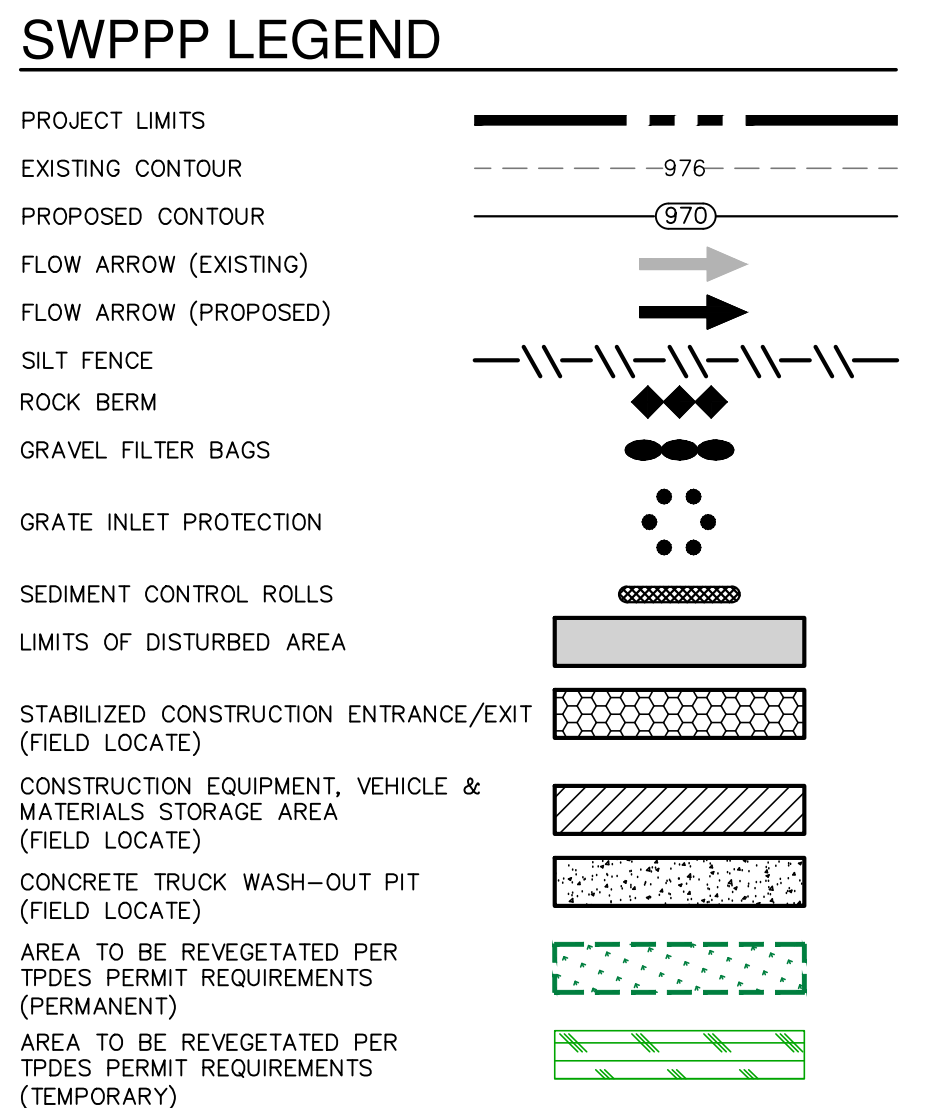 SWPPP LEGEND
PROJECT LIMITS
EXISTING CONTOUR 976
PROPOSED CONTOUR 970
FLOW ARROW (EXISTING)
FLOW ARROW (PROPOSED)
SILT FENCE
ROCK BERM
GRAVEL FILTER BAGS
GRATE INLET PROTECTION
SEDIMENT CONTROL ROLLS
LIMITS OF DISTURBED AREA
STABILIZED CONSTRUCTION ENTRANCE/EXIT
(FIELD LOCATE)
CONSTRUCTION EQUIPMENT, VEHICLE &
MATERIALS STORAGE AREA
(FIELD LOCATE)
CONCRETE TRUCK WASH-OUT PIT
(FIELD LOCATE)
AREA TO BE REVEGETATED PER
TPDES PERMIT REQUIREMENTS
(PERMANENT)
AREA TO BE REVEGETATED PER
TPDES PERMIT REQUIREMENTS
(TEMPORARY)